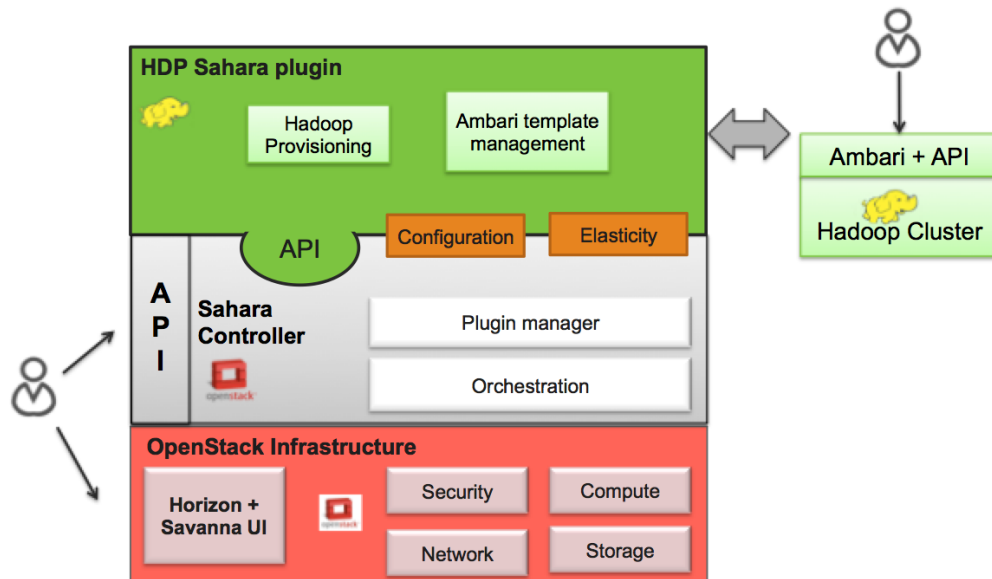 HDP Sahara plugin
Hadoop
Provisioning
Ambari template
management
Ambari + API
Hadoop Cluster
API
Configuration
Elasticity
A
P
I
Sahara
Controller
openstack
Plugin manager
Orchestration
OpenStack Infrastructure
Horizon +
Savanna UI
openstack
Security
Compute
Network
Storage